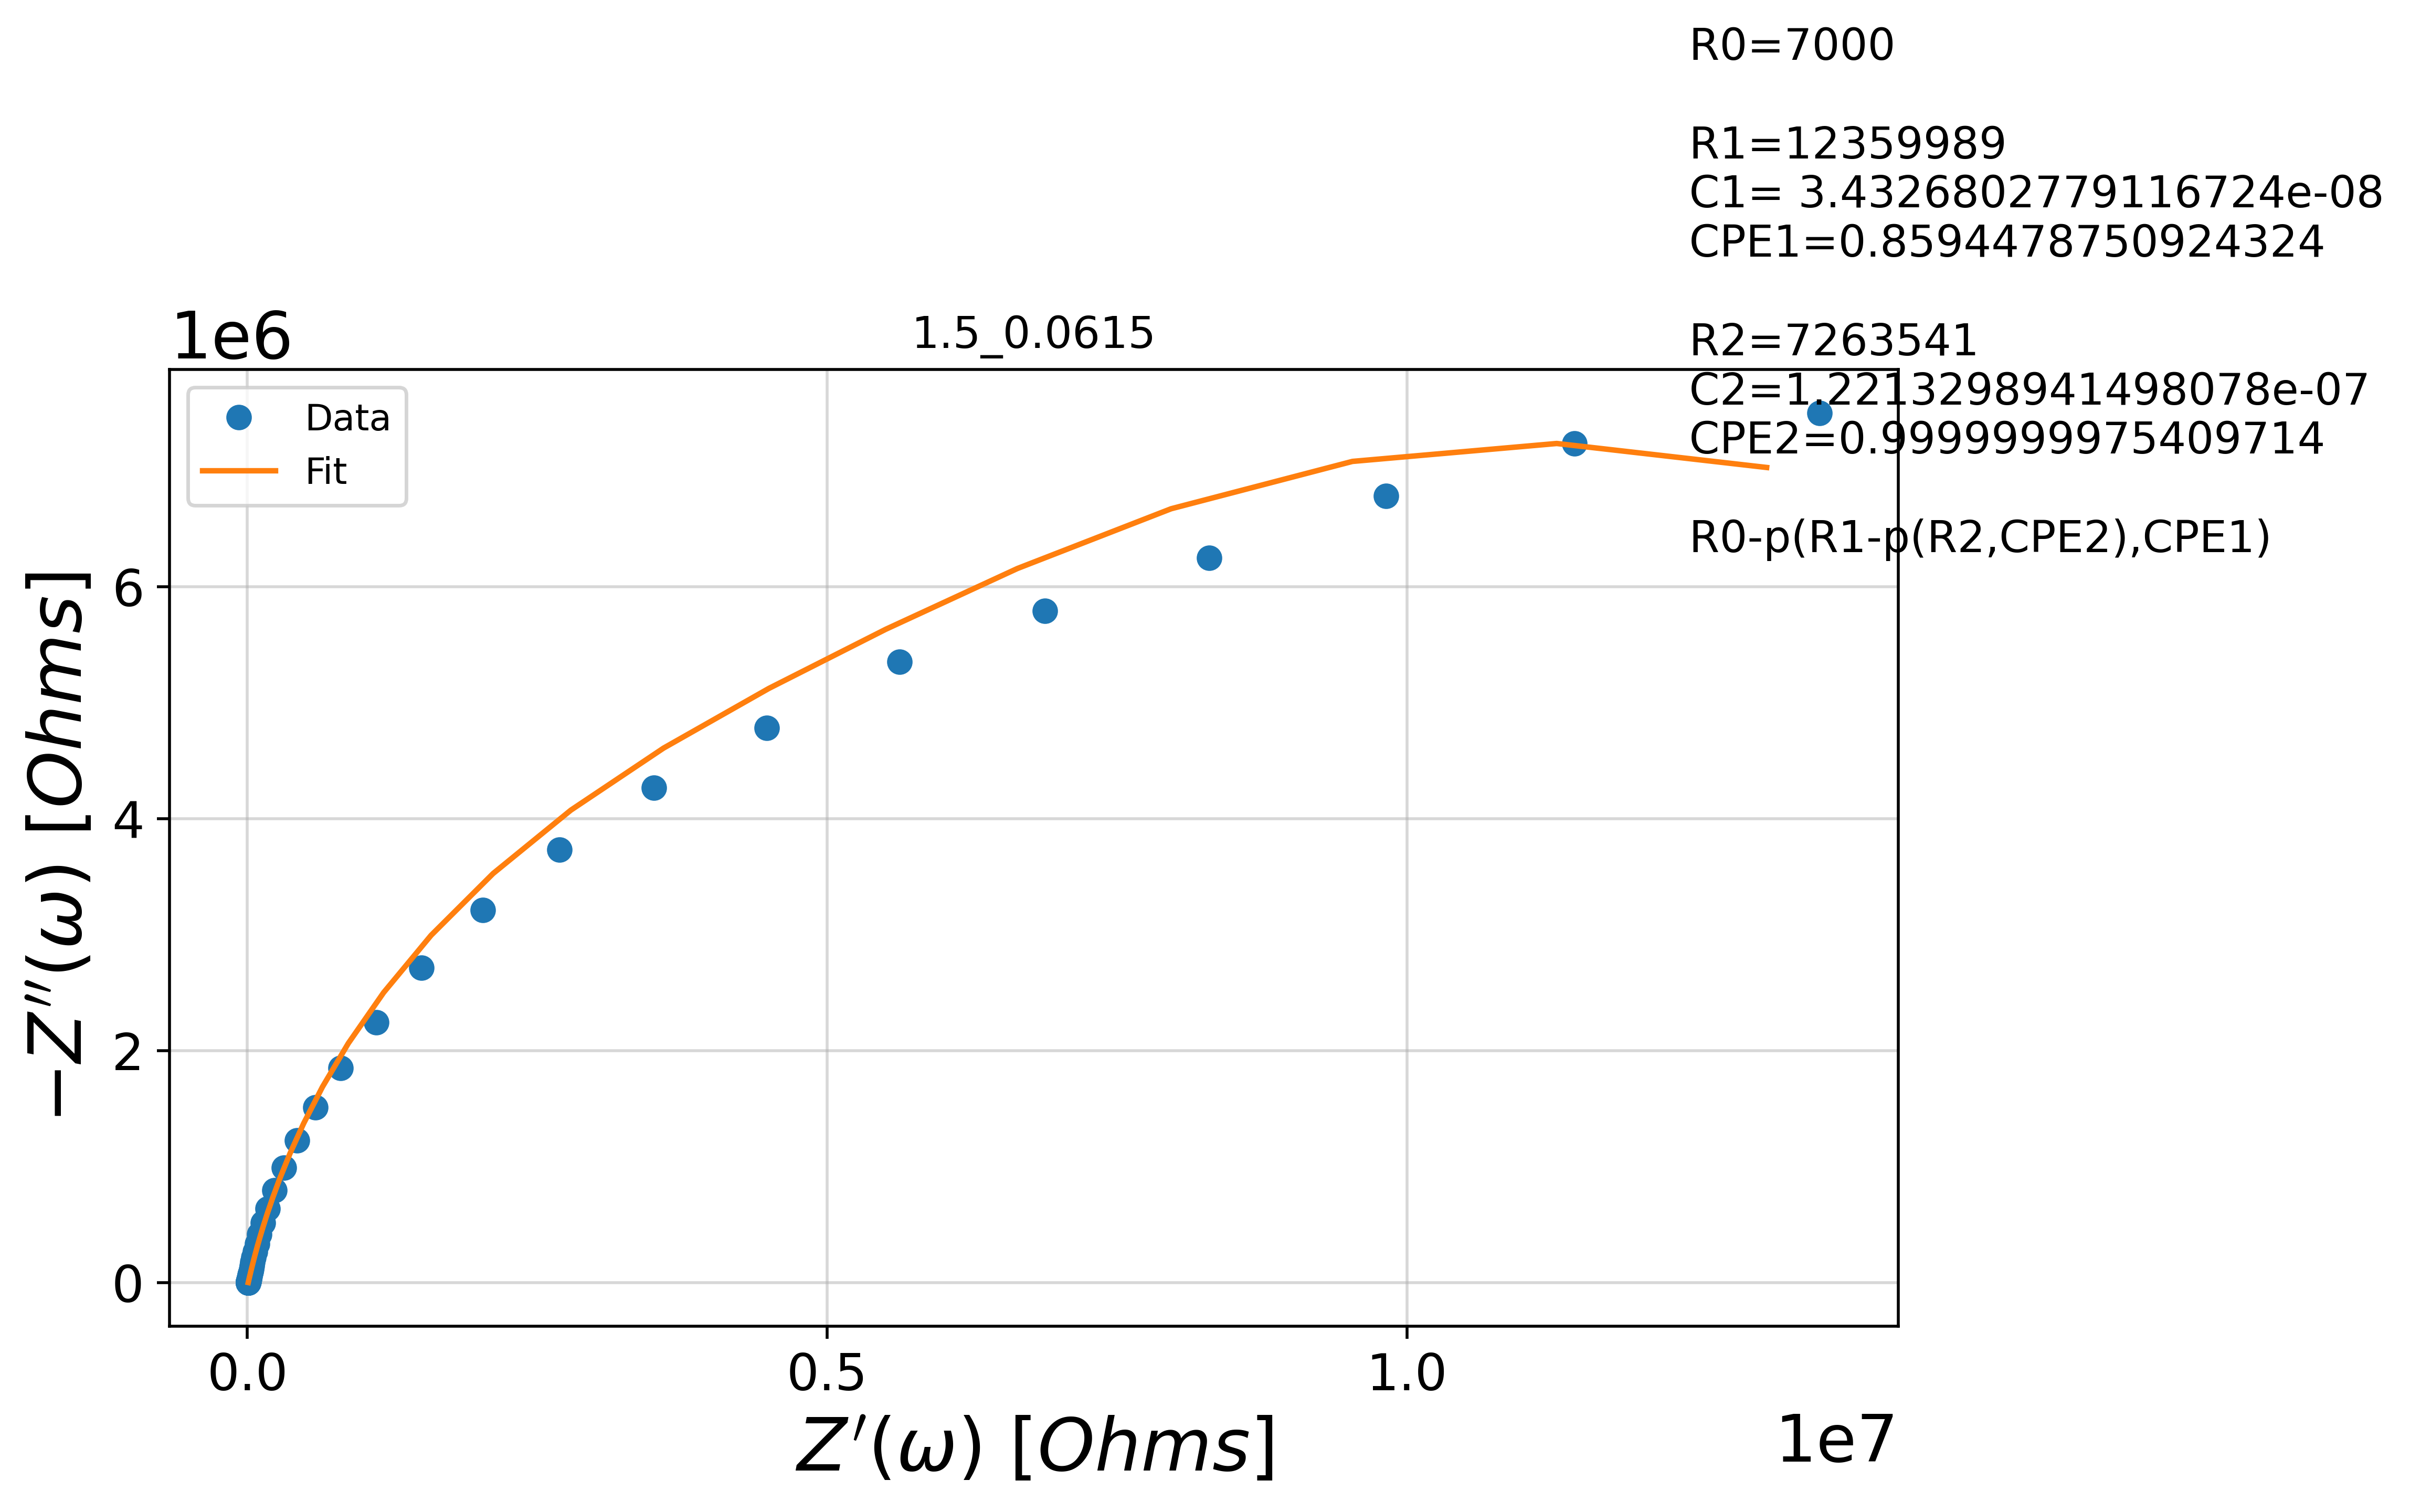 R0=7000
R1=12359989
C1= 3.4326802779116724e-08
CPE1=0.8594478750924324
R2=7263541
C2=1.2213298941498078e-07
CPE2=0.9999999975409714
R0-p(R1-p(R2,CPE2),CPE1)
1e6
1.5_0.0615
Data
Fit
6
4
2
0
−Z′′(ω) [Ohms]
0.0
0.5
1.0
1e7
Z′(ω) [Ohms]